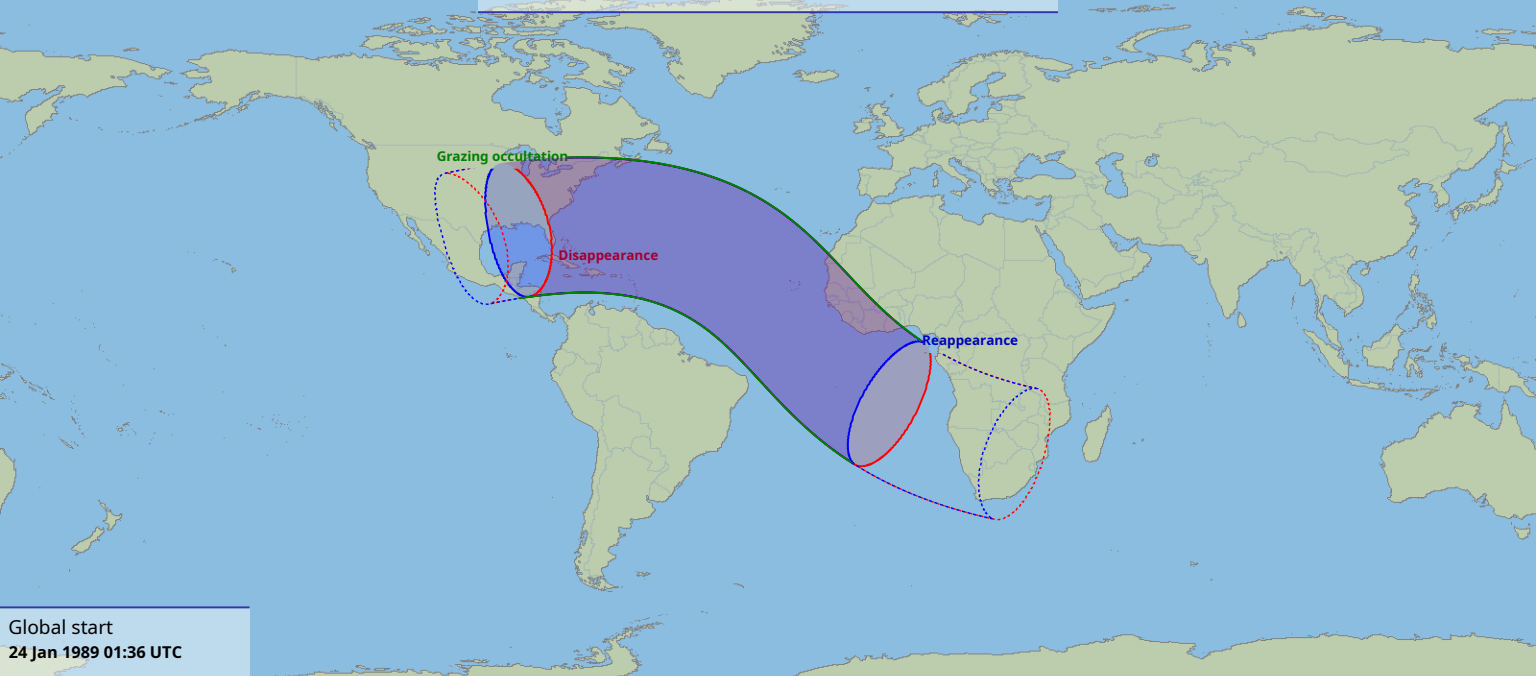 Grazing occultation
Disappearance
Reappearance
Global start
24 Jan 1989 01:36 UTC